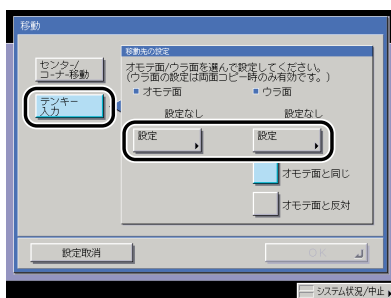 移動
移動先の設定
センター/
コーナー移動
オモテ面/ウラ面を選んで設定してください。
(ウラ面の設定は両面コピー時のみ有効です。)
オモテ面 ウラ面
テンキー
入力
設定なし 設定なし
設定 設定
オモテ面と同じ
オモテ面と反対
設定取消 OK
システム状況/中止